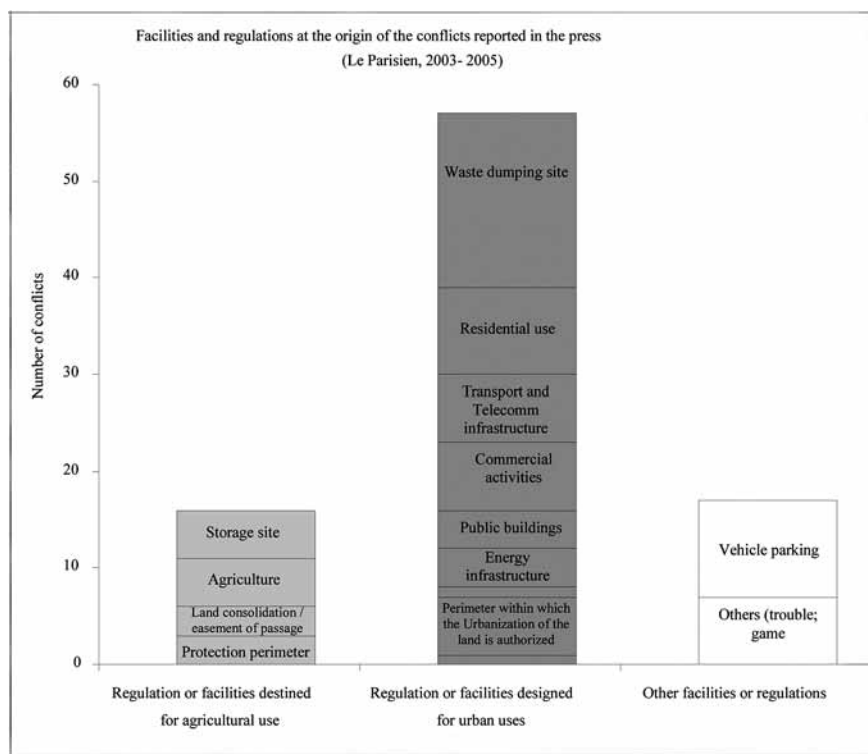 Facilities and regulations at the origin of the conflicts reported in the press
(Le Parisien, 2003- 2005)
Number of conflicts
60
50
40
30
20
10
0
Storage site
Agriculture
Land consolidation /
easement of passage
Protection perimeter
Waste dumping site
Residential use
Transport and
Telecomm
infrastructure
Commercial
activities
Public buildings
Energy
infrastructure
Perimeter within which
the Urbanization of the
land is authorized
Vehicle parking
Others (trouble;
game
Regulation or facilities destined
for agricultural use
Regulation or facilities designed
for urban uses
Other facilities or regulations